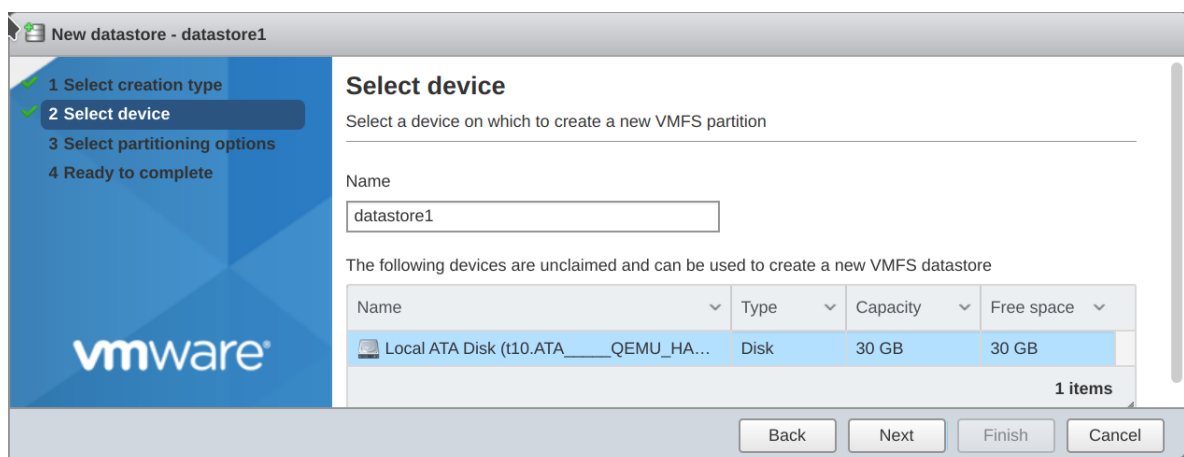 New datastore - datastore1
1 Select creation type
2 Select device
3 Select partitioning options
4 Ready to complete
vmware®
Select device
Select a device on which to create a new VMFS partition
Name
datastore1
The following devices are unclaimed and can be used to create a new VMFS datastore
Name Type Capacity Free space
Local ATA Disk (t10.ATA_____QEMU_HA... Disk 30 GB 30 GB
1 items
Back Next Finish Cancel